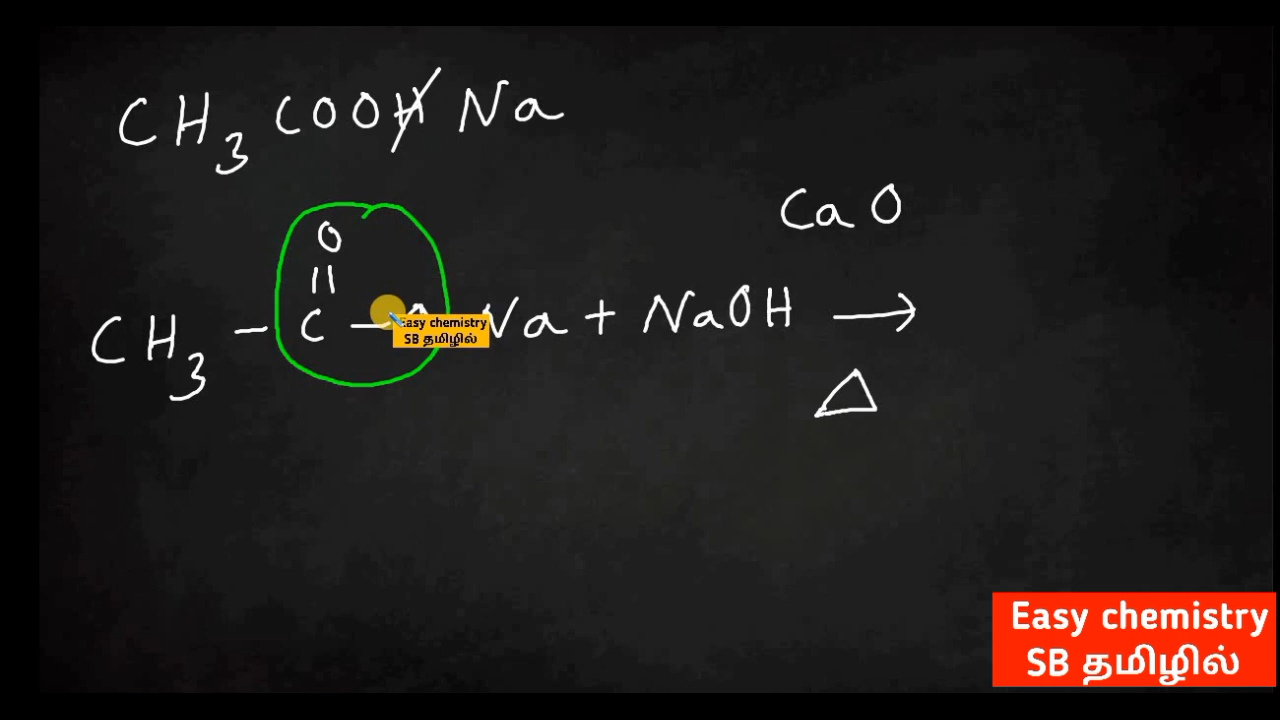 CH3COOH Na
CaO
O
||
CH3 - C - O Na + NaOH →
Δ
Easy chemistry
SB தமிழில்
Easy chemistry
SB தமிழில்